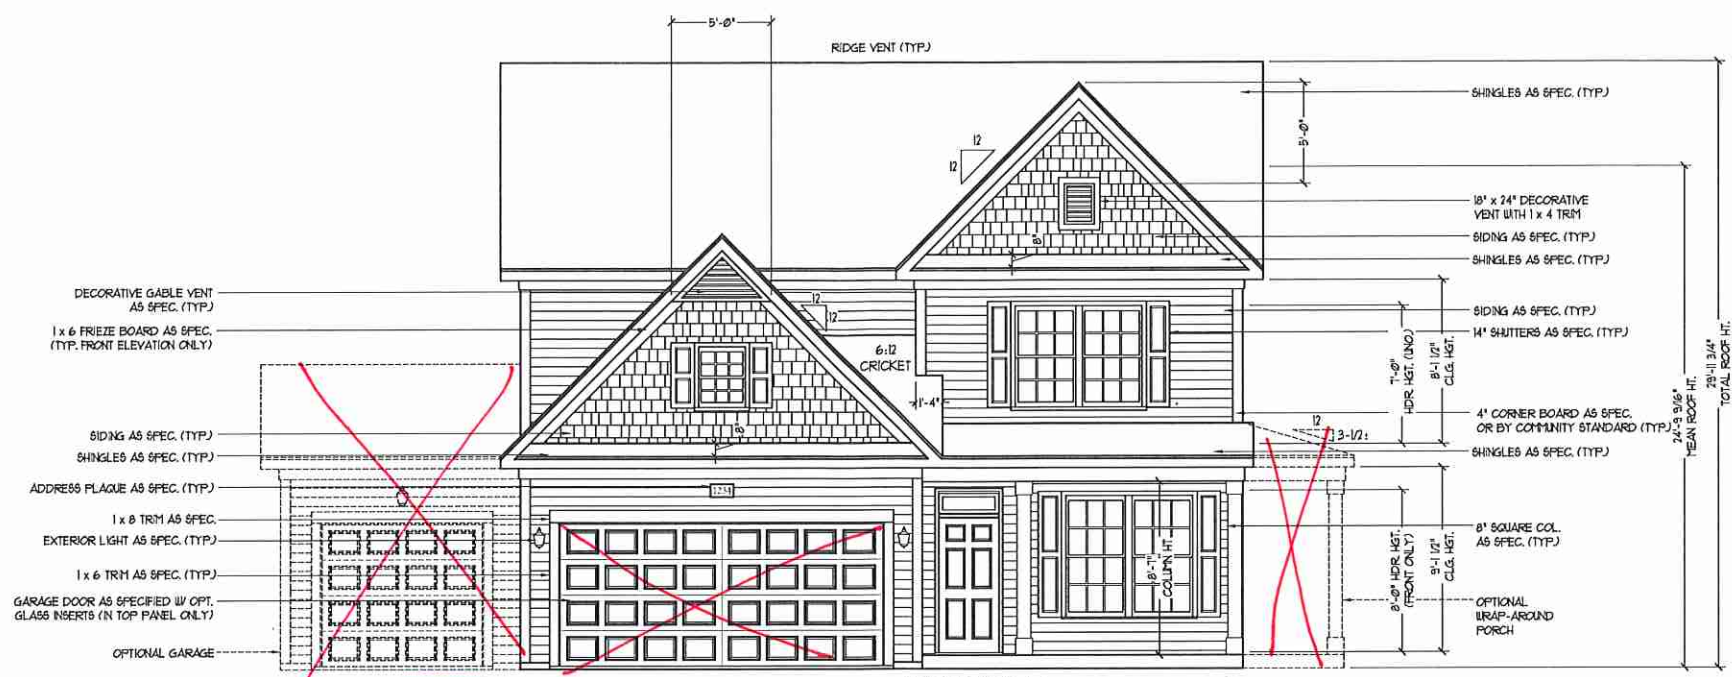 5'-0"
RIDGE VENT (TYP.)
SHINGLES AS SPEC. (TYP.)
12
12
5'-0"
18" x 24" DECORATIVE
VENT WITH 1 x 4 TRIM
SIDING AS SPEC. (TYP.)
8"
SHINGLES AS SPEC. (TYP.)
DECORATIVE GABLE VENT
AS SPEC. (TYP.)
12
12
SIDING AS SPEC. (TYP.)
1 x 6 FRIEZE BOARD AS SPEC.
(TYP. FRONT ELEVATION ONLY)
14" SHUTTERS AS SPEC. (TYP.)
6:12
CRICKET
7'-0"
HDR. HGT. (UNO.)
8'-1 1/2"
CLG. HGT.
24'-9 9/16"
MEAN ROOF HT.
29'-11 3/4"
TOTAL ROOF HT.
1'-4"
4" CORNER BOARD AS SPEC.
OR BY COMMUNITY STANDARD (TYP.)
12
3-1/2±
SIDING AS SPEC. (TYP.)
8"
SHINGLES AS SPEC. (TYP.)
SHINGLES AS SPEC. (TYP.)
ADDRESS PLAQUE AS SPEC. (TYP.)
1234
1 x 8 TRIM AS SPEC.
EXTERIOR LIGHT AS SPEC. (TYP.)
8" SQUARE COL.
AS SPEC. (TYP.)
8'-7"
COLUMN HT.
8'-0" HDR. HGT.
(FRONT ONLY)
9'-1 1/2"
CLG. HGT.
1 x 6 TRIM AS SPEC. (TYP.)
GARAGE DOOR AS SPECIFIED W/ OPT.
GLASS INSERTS (IN TOP PANEL ONLY)
OPTIONAL
WRAP-AROUND
PORCH
OPTIONAL GARAGE